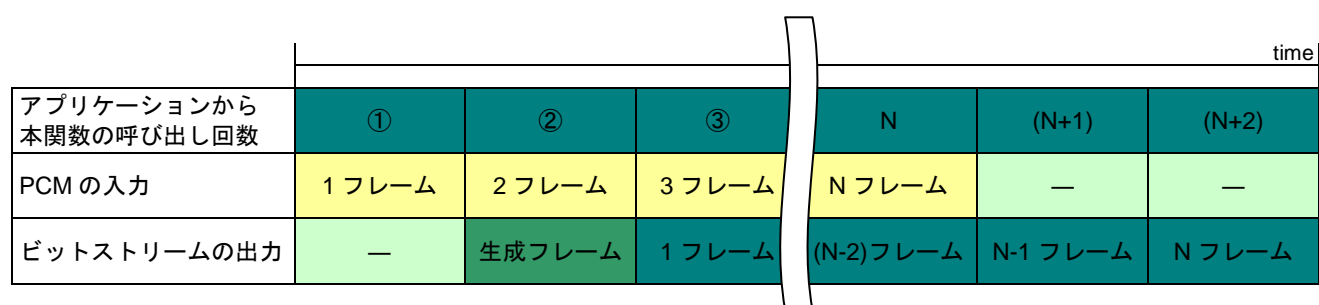 time
アプリケーションから
本関数の呼び出し回数
① ② ③ N (N+1) (N+2)
PCM の入力 1 フレーム 2 フレーム 3 フレーム N フレーム — —
ビットストリームの出力 — 生成フレーム 1 フレーム (N-2)フレーム N-1 フレーム N フレーム